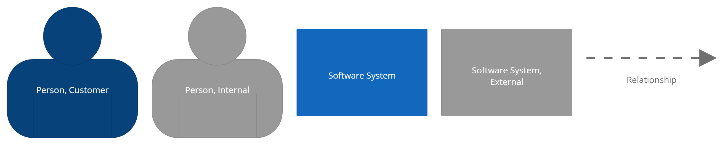 Person, Customer
Person, Internal
Software System
Software System,
External
Relationship